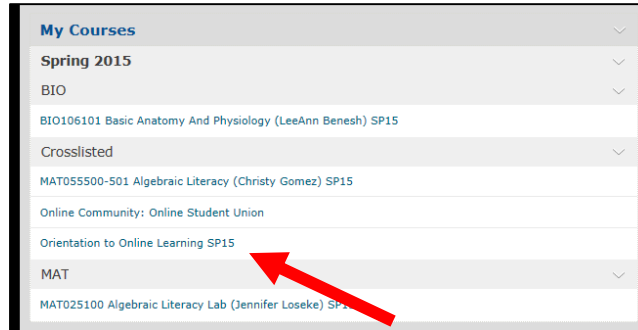 My Courses
Spring 2015
BIO
BIO106101 Basic Anatomy And Physiology (LeeAnn Benesh) SP15
Crosslisted
MAT055500-501 Algebraic Literacy (Christy Gomez) SP15
Online Community: Online Student Union
Orientation to Online Learning SP15
MAT
MAT025100 Algebraic Literacy Lab (Jennifer Loseke)